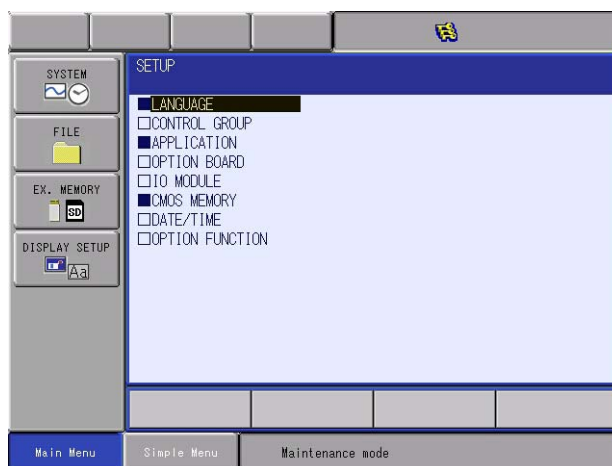 SYSTEM
FILE
EX. MEMORY
SD
DISPLAY SETUP
Aa
SETUP
LANGUAGE
CONTROL GROUP
APPLICATION
OPTION BOARD
IO MODULE
CMOS MEMORY
DATE/TIME
OPTION FUNCTION
Main Menu
Simple Menu
Maintenance mode